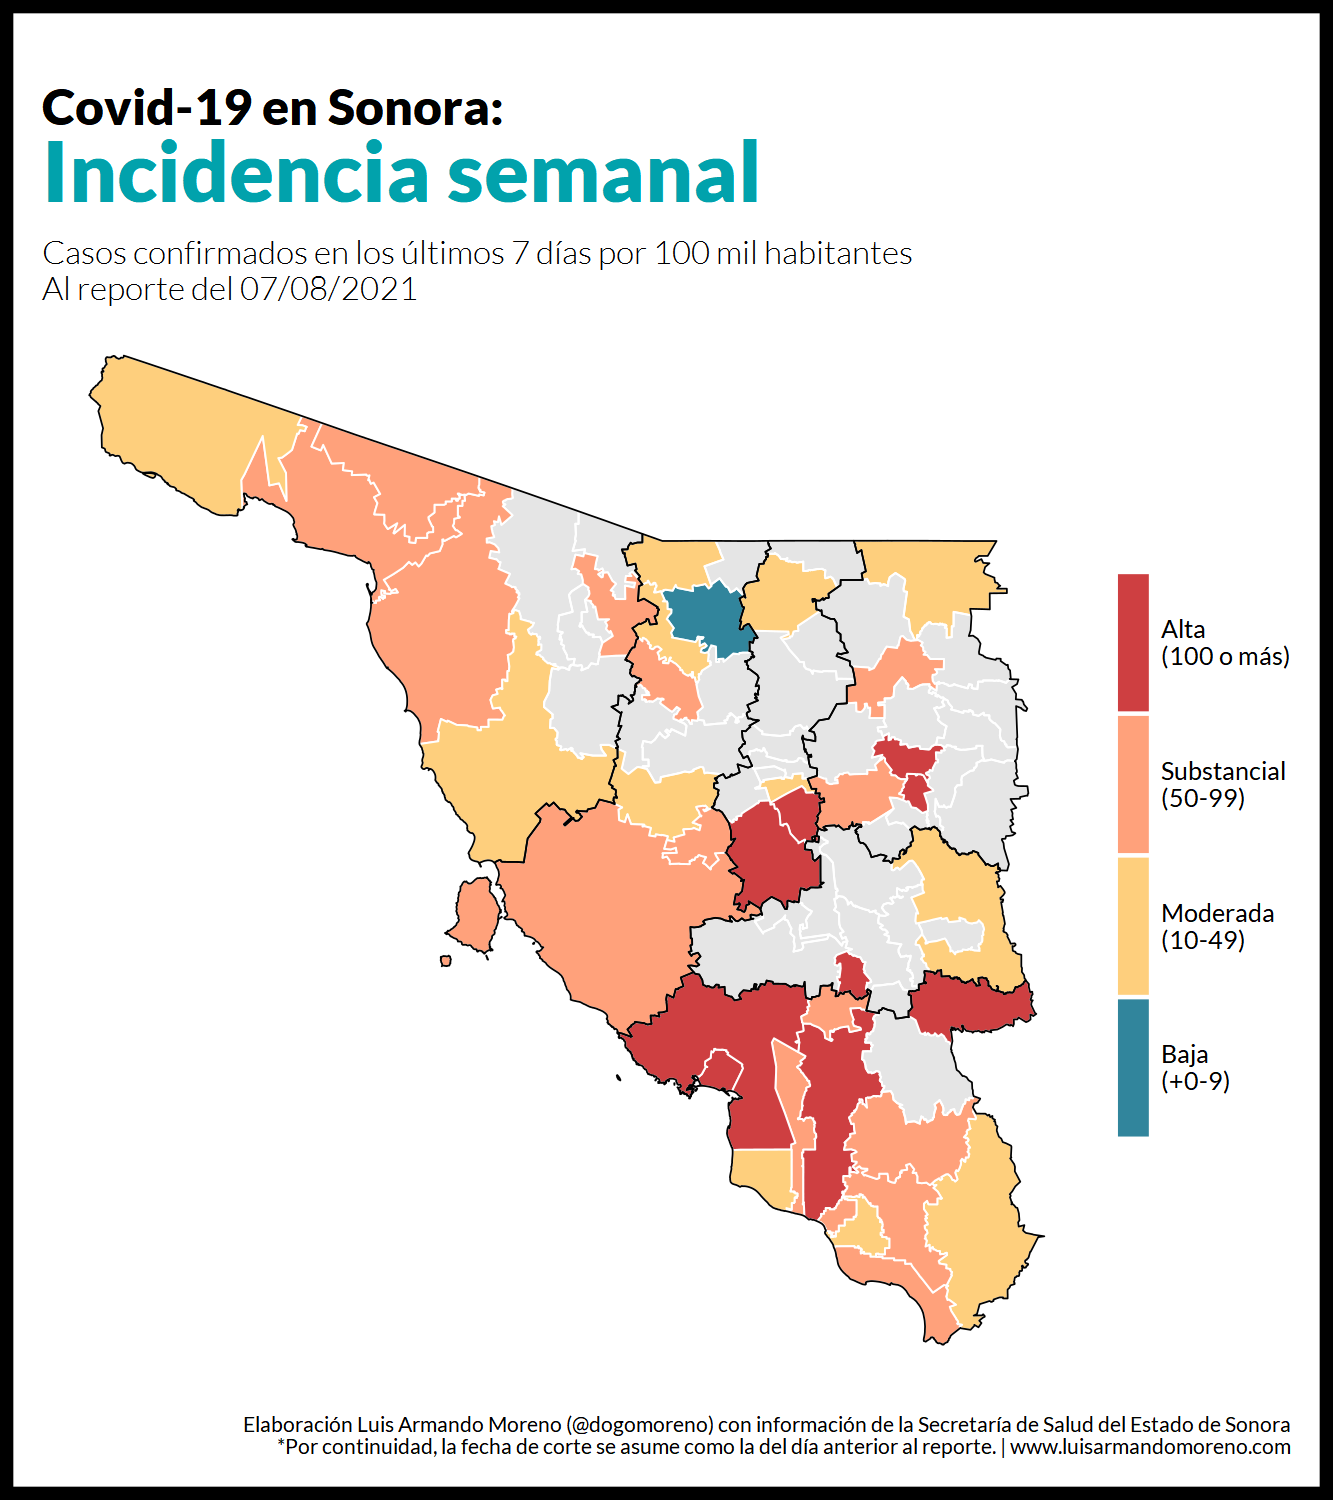 Covid-19 en Sonora:
Incidencia semanal
Casos confirmados en los últimos 7 días por 100 mil habitantes
Al reporte del 07/08/2021
Alta
(100 o más)
Substancial
(50-99)
Moderada
(10-49)
Baja
(+0-9)
Elaboración Luis Armando Moreno (@dogomoreno) con información de la Secretaría de Salud del Estado de Sonora
*Por continuidad, la fecha de corte se asume como la del día anterior al reporte. | www.luisarmandomoreno.com